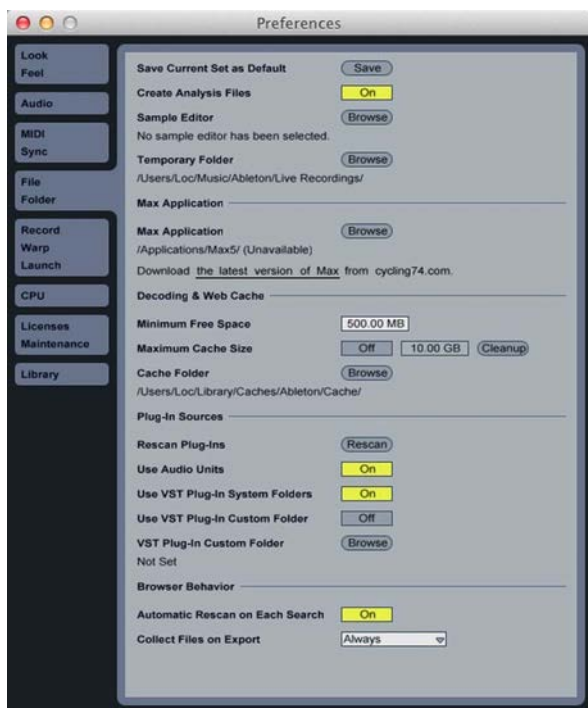 Preferences
Look
Feel
Audio
MIDI
Sync
File
Folder
Record
Warp
Launch
CPU
Licenses
Maintenance
Library
Save Current Set as Default Save
Create Analysis Files On
Sample Editor Browse
No sample editor has been selected.
Temporary Folder Browse
/Users/Loc/Music/Ableton/Live Recordings/
Max Application
Max Application Browse
/Applications/Max5/ (Unavailable)
Download the latest version of Max from cycling74.com.
Decoding & Web Cache
Minimum Free Space 500.00 MB
Maximum Cache Size Off 10.00 GB Cleanup
Cache Folder Browse
/Users/Loc/Library/Caches/Ableton/Cache/
Plug-In Sources
Rescan Plug-Ins Rescan
Use Audio Units On
Use VST Plug-In System Folders On
Use VST Plug-In Custom Folder Off
VST Plug-In Custom Folder Browse
Not Set
Browser Behavior
Automatic Rescan on Each Search On
Collect Files on Export Always